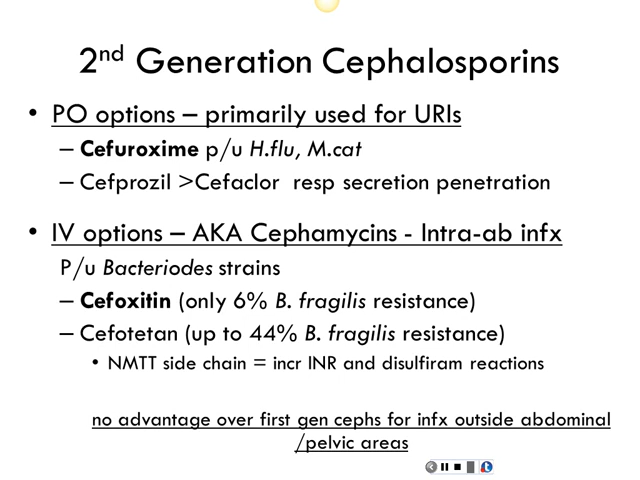 2nd Generation Cephalosporins
• PO options – primarily used for URIs
– Cefuroxime p/u H.flu, M.cat
– Cefprozil >Cefaclor resp secretion penetration
• IV options – AKA Cephamycins - Intra-ab infx
P/u Bacteriodes strains
– Cefoxitin (only 6% B. fragilis resistance)
– Cefotetan (up to 44% B. fragilis resistance)
• NMTT side chain = incr INR and disulfiram reactions
no advantage over first gen cephs for infx outside abdominal
/pelvic areas